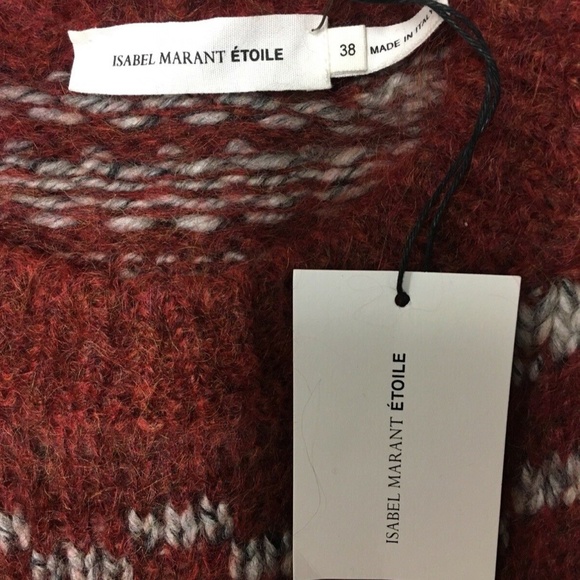 ISABEL MARANT ÉTOILE
38
MADE IN ITALY
ISABEL MARANT ÉTOILE